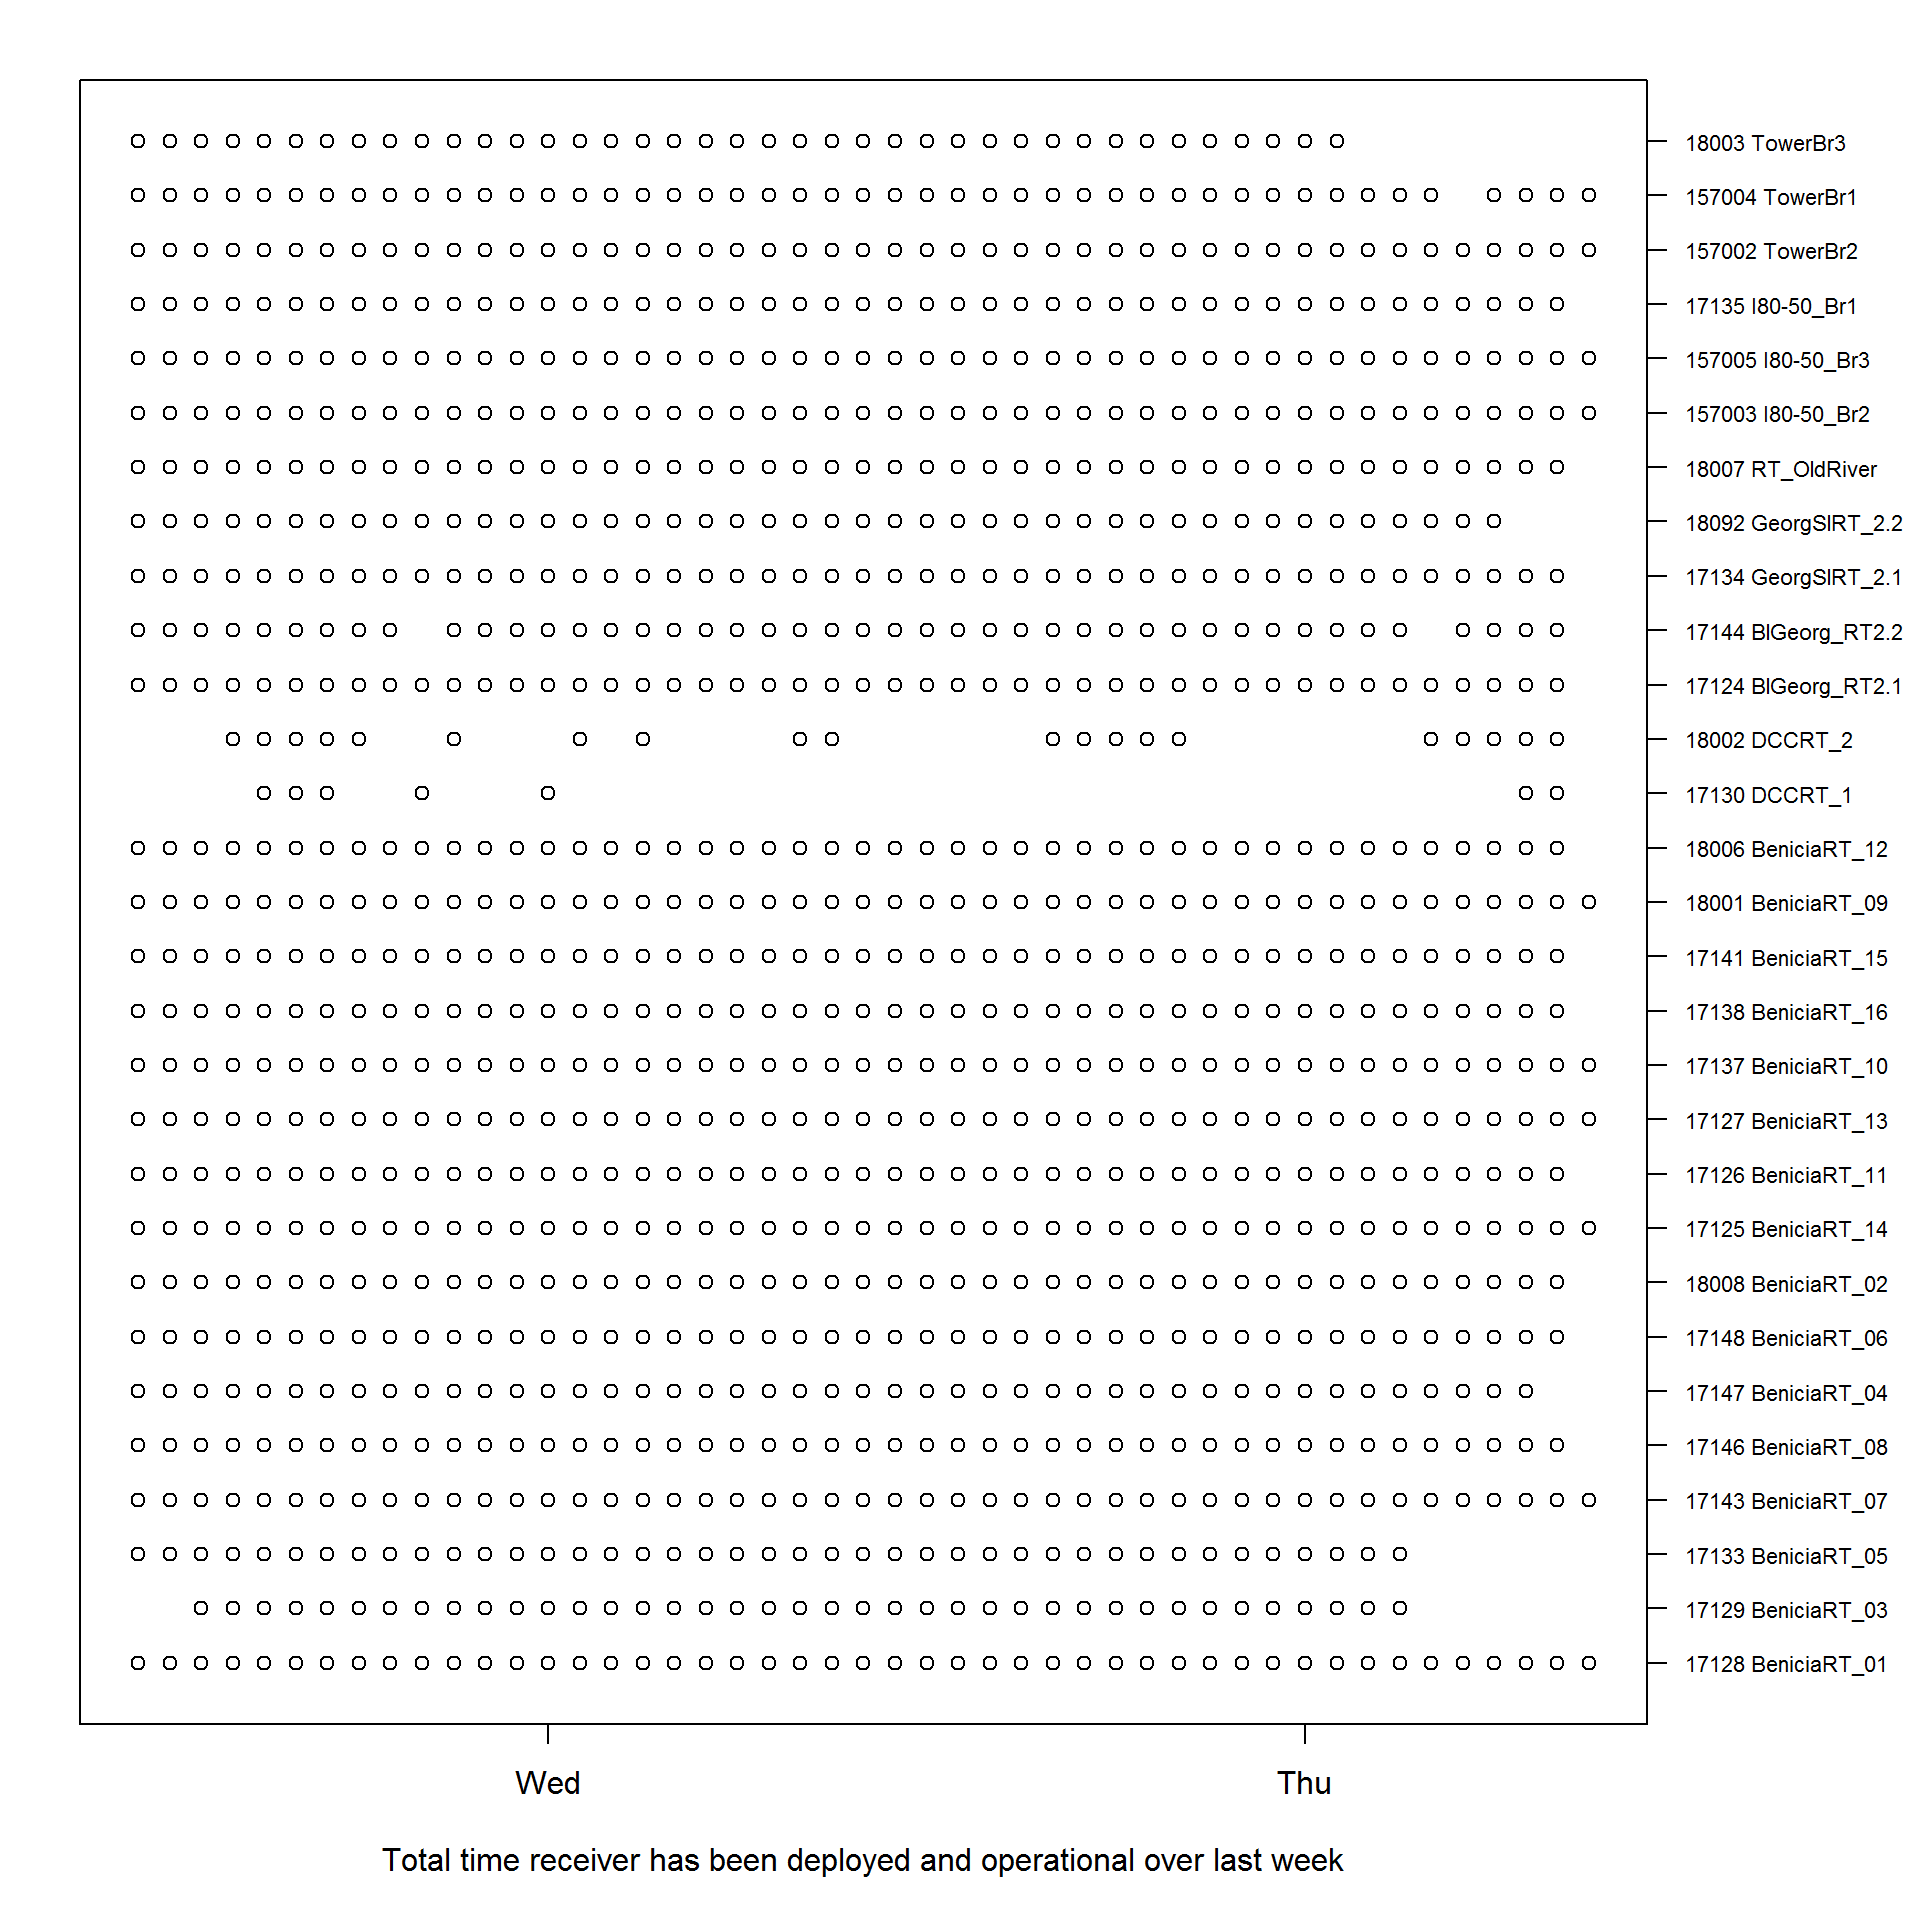 18003 TowerBr3
157004 TowerBr1
157002 TowerBr2
17135 I80-50_Br1
157005 I80-50_Br3
157003 I80-50_Br2
18007 RT_OldRiver
18092 GeorgSlRT_2.2
17134 GeorgSlRT_2.1
17144 BlGeorg_RT2.2
17124 BlGeorg_RT2.1
18002 DCCRT_2
17130 DCCRT_1
18006 BeniciaRT_12
18001 BeniciaRT_09
17141 BeniciaRT_15
17138 BeniciaRT_16
17137 BeniciaRT_10
17127 BeniciaRT_13
17126 BeniciaRT_11
17125 BeniciaRT_14
18008 BeniciaRT_02
17148 BeniciaRT_06
17147 BeniciaRT_04
17146 BeniciaRT_08
17143 BeniciaRT_07
17133 BeniciaRT_05
17129 BeniciaRT_03
17128 BeniciaRT_01
Wed Thu
Total time receiver has been deployed and operational over last week